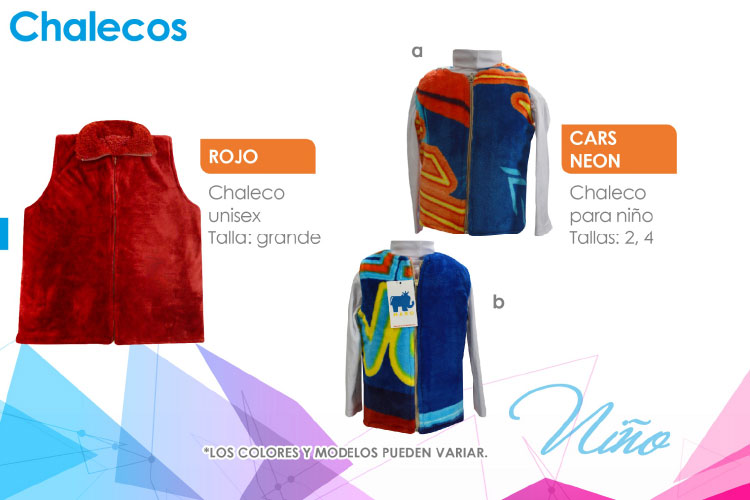 Chalecos
a
ROJO
Chaleco
unisex
Talla: grande
CARS
NEON
Chaleco
para niño
Tallas: 2, 4
b
Niño
*LOS COLORES Y MODELOS PUEDEN VARIAR.